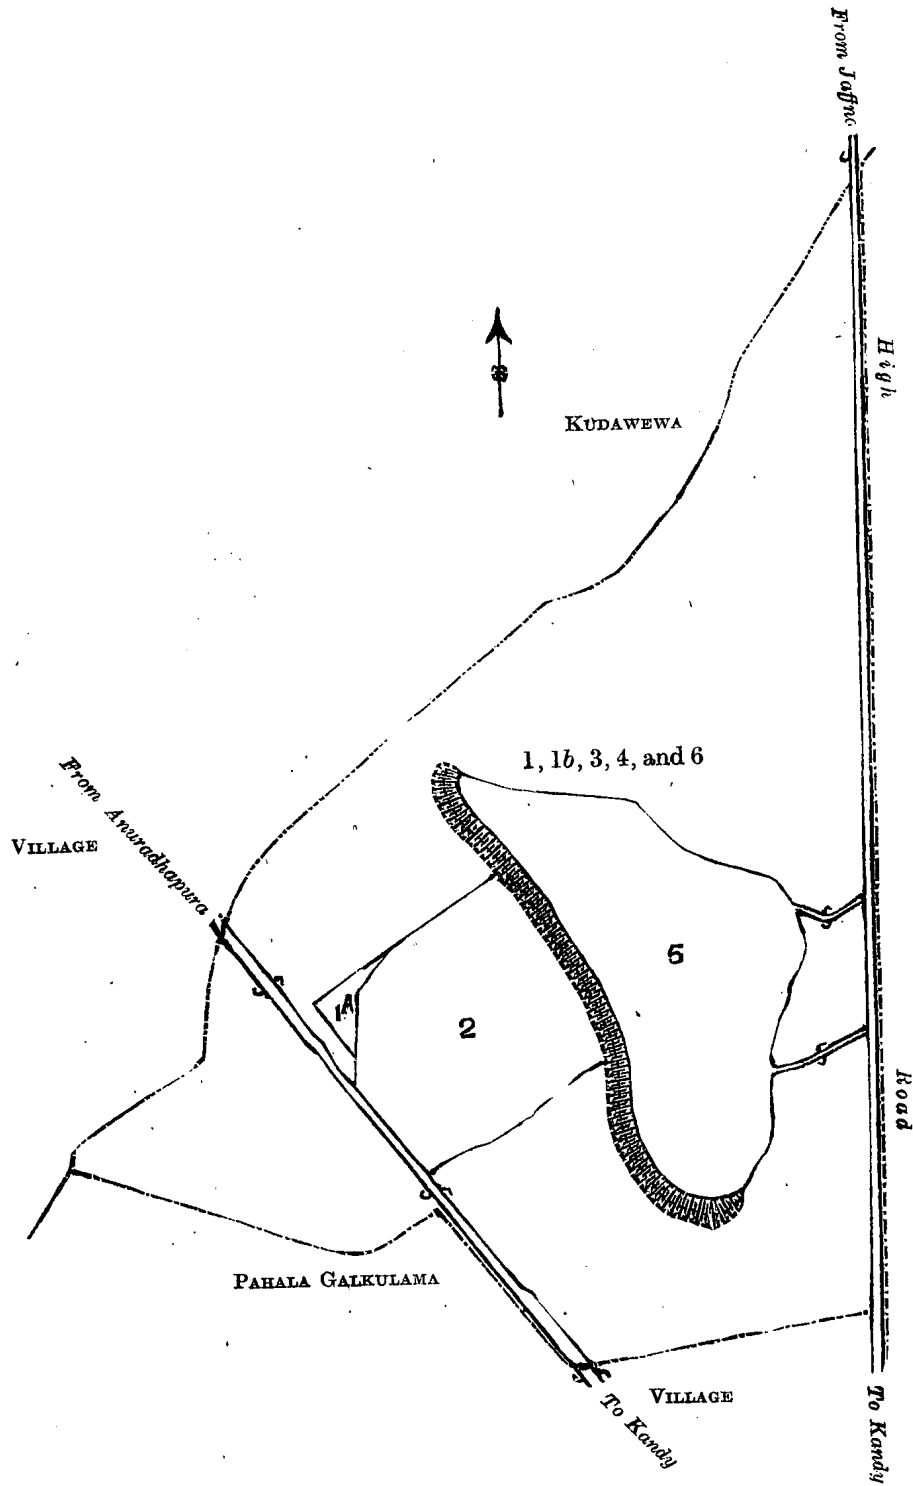 From Jaffna
High
KUDAWEWA
1, 1b, 3, 4, and 6
From Anuradhapura
VILLAGE
5
1A
2
Road
PAHALA GALKULAMA
VILLAGE
To Kandy
To Kandy